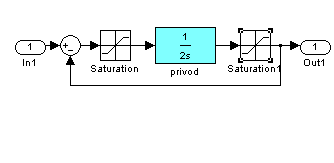 1
In1
+
−
Saturation
1
2s
privod
Saturation1
1
Out1